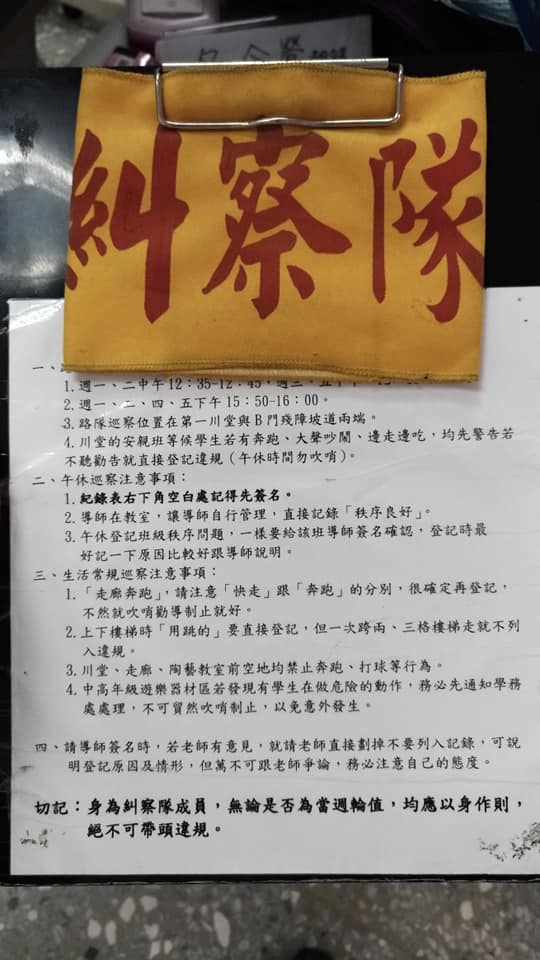 糾察隊
一、
1.週一、二中午12:35-12:45,週三、五下午
2.週一、二、四、五下午15:50-16:00。
3.路隊巡察位置在第一川堂與B門殘障坡道兩端。
4.川堂的安親班等候學生若有奔跑、大聲吵鬧、邊走邊吃,均先警告若
不聽勸告就直接登記違規(午休時間勿吹哨)。
二、午休巡察注意事項:
1.紀錄表右下角空白處記得先簽名。
2.導師在教室,讓導師自行管理,直接記錄「秩序良好」。
3.午休登記班級秩序問題,一樣要給該班導師簽名確認,登記時最
好記一下原因比較好跟導師說明。
三、生活常規巡察注意事項:
1.「走廊奔跑」,請注意「快走」跟「奔跑」的分別,很確定再登記,
不然就吹哨勸導制止就好。
2.上下樓梯時「用跳的」要直接登記,但一次跨兩、三格樓梯走就不列
入違規。
3.川堂、走廊、陶藝教室前空地均禁止奔跑、打球等行為。
4.中高年級遊樂器材區若發現有學生在做危險的動作,務必先通知學務
處處理,不可貿然吹哨制止,以免意外發生。
四、請導師簽名時,若老師有意見,就請老師直接劃掉不要列入記錄,可說
明登記原因及情形,但萬不可跟老師爭論,務必注意自己的態度。
切記:身為糾察隊成員,無論是否為當週輪值,均應以身作則,
絕不可帶頭違規。